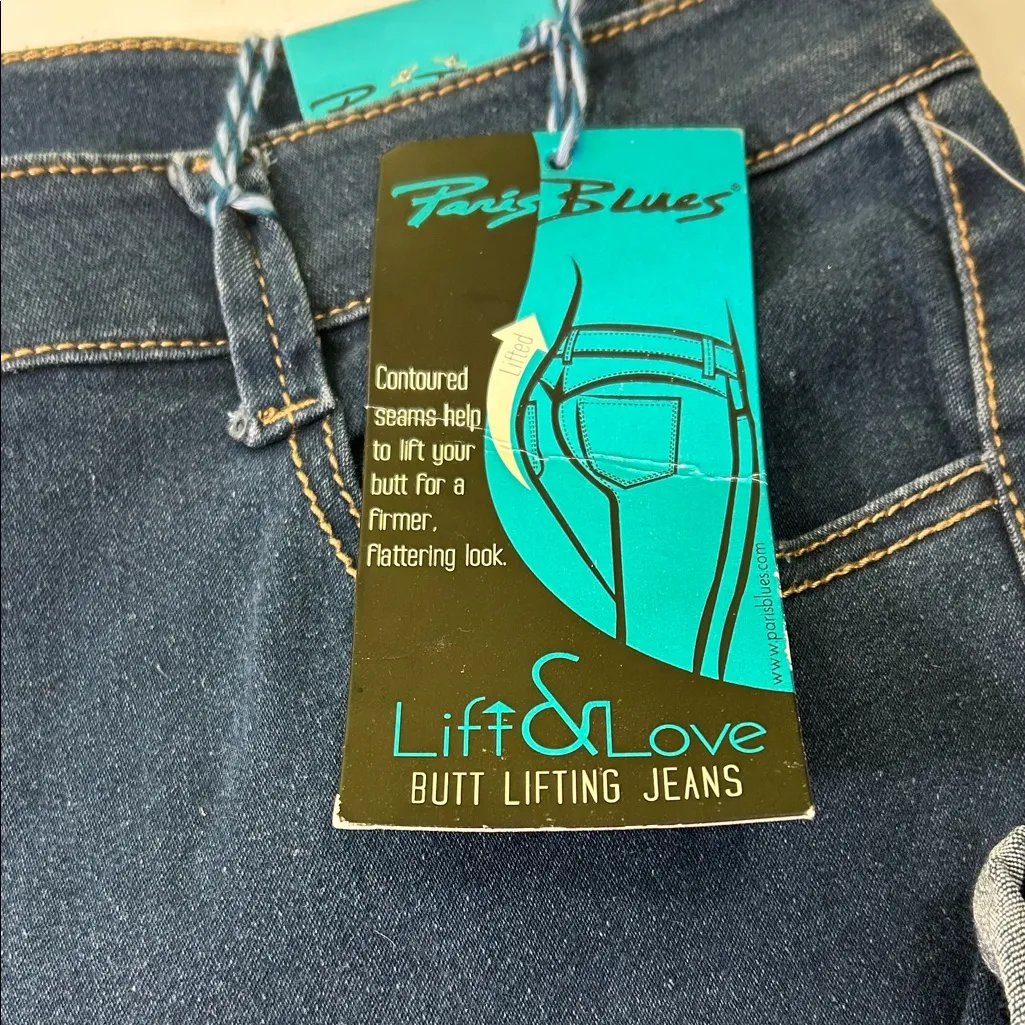 Paris Blues®
Lifted
Contoured
seams help
to lift your
butt for a
firmer,
flattering look.
www.parisblues.com
Lift & Love
BUTT LIFTING JEANS